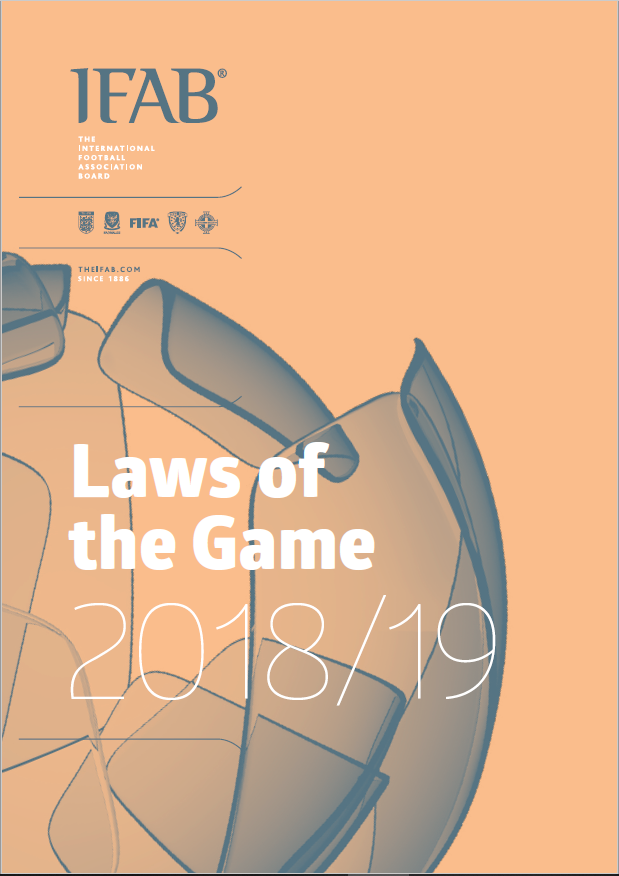 IFAB®
THE
INTERNATIONAL
FOOTBALL
ASSOCIATION
BOARD
FIFA®
THEIFAB.COM
SINCE 1886
Laws of
the Game
2018/19